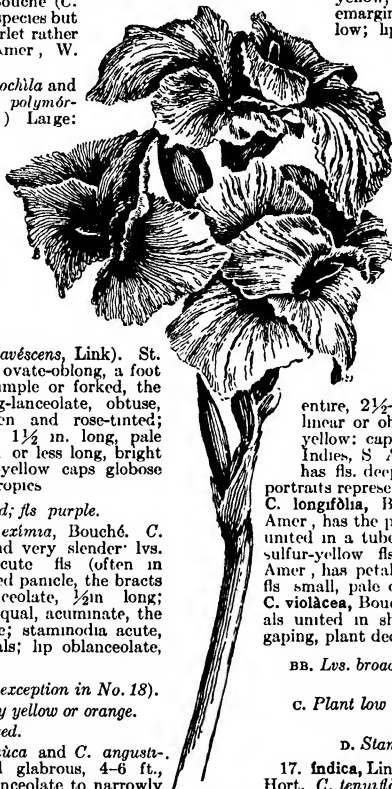 Bouché (C.
species but
rlet rather
Amer , W.
ochìla and
polymór-
) Large:
avéscens, Link). St.
ovate-oblong, a foot
imple or forked, the
g-lanceolate, obtuse,
en and rose-tinted;
1½ in. long, pale
or less long, bright
yellow caps globose
ropics
d; fls purple.
exímia, Bouché. C.
nd very slender· lvs.
cute fls (often in
ed panicle, the bracts
ceolate, ½in long;
qual, acuminate, the
e; staminodia acute,
als; lip oblanceolate,
exception in No. 18).
y yellow or orange.
sed.
aùca and C. angusti-
l glabrous, 4–6 ft.,
nceolate to narrowly
yellow,
emargin
low; lip
entire, 2½-
linear or ob
yellow: cap
Indies, S A
has fls. deep
portraits represe
C. longifòlia, B
Amer , has the p
united in a tube
sulfur-yellow fls
Amer , has petal
fls small, pale
C. violàcea, Bouc
als united in sh
gaping, plant dec
BB. Lvs. broad
C. Plant low
D. Stam
17. índica, Lin
Hort. C. tenuiflò